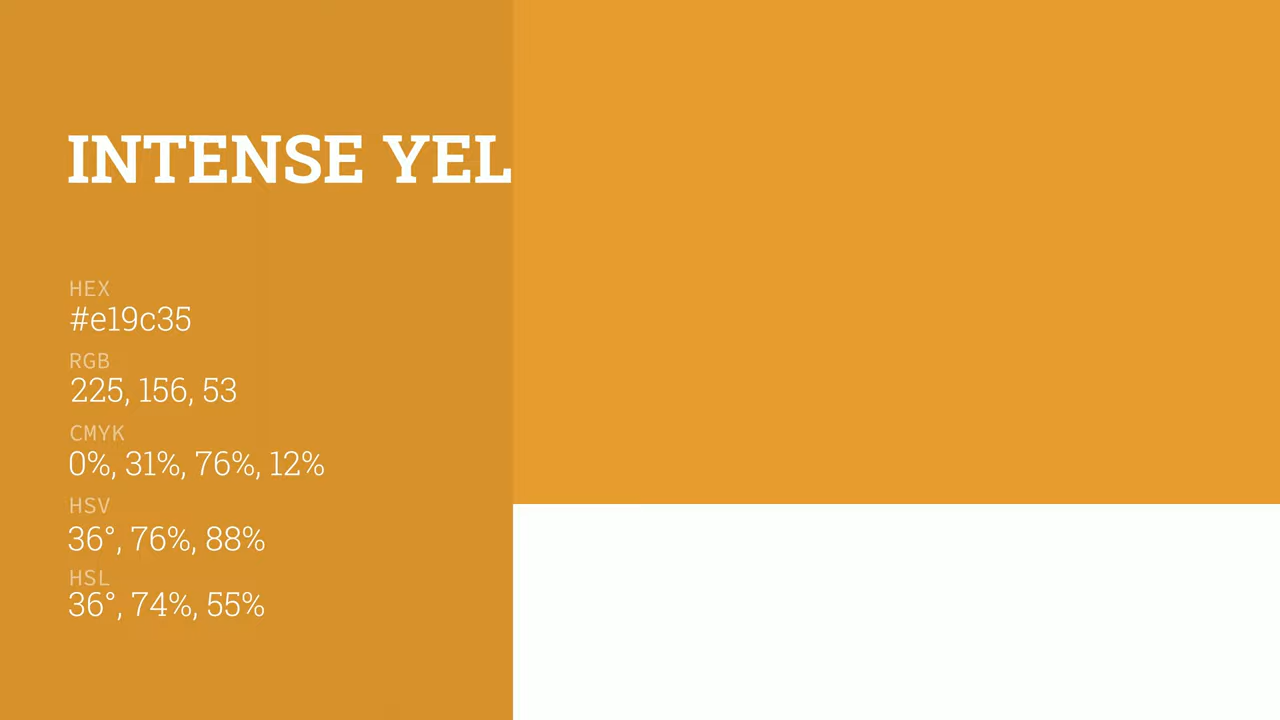 INTENSE YEL
HEX
#e19c35
RGB
225, 156, 53
CMYK
0%, 31%, 76%, 12%
HSV
36°, 76%, 88%
HSL
36°, 74%, 55%